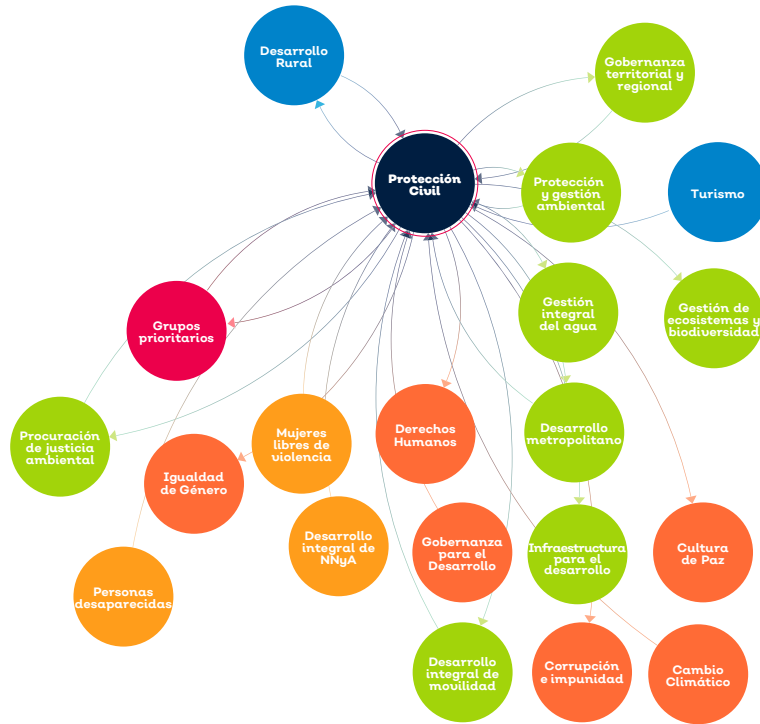 Desarrollo
Rural
Gobernanza
territorial y
regional
Protección
Civil
Protección
y gestión
ambiental
Turismo
Grupos
prioritarios
Gestión
integral
del agua
Gestión de
ecosistemas y
biodiversidad
Procuración
de justicia
ambiental
Igualdad
de Género
Mujeres
libres de
violencia
Derechos
Humanos
Desarrollo
metropolitano
Desarrollo
integral de
NNyA
Gobernanza
para el
Desarrollo
Infraestructura
para el
desarrollo
Cultura
de Paz
Personas
desaparecidas
Desarrollo
integral de
movilidad
Corrupción
e impunidad
Cambio
Climático